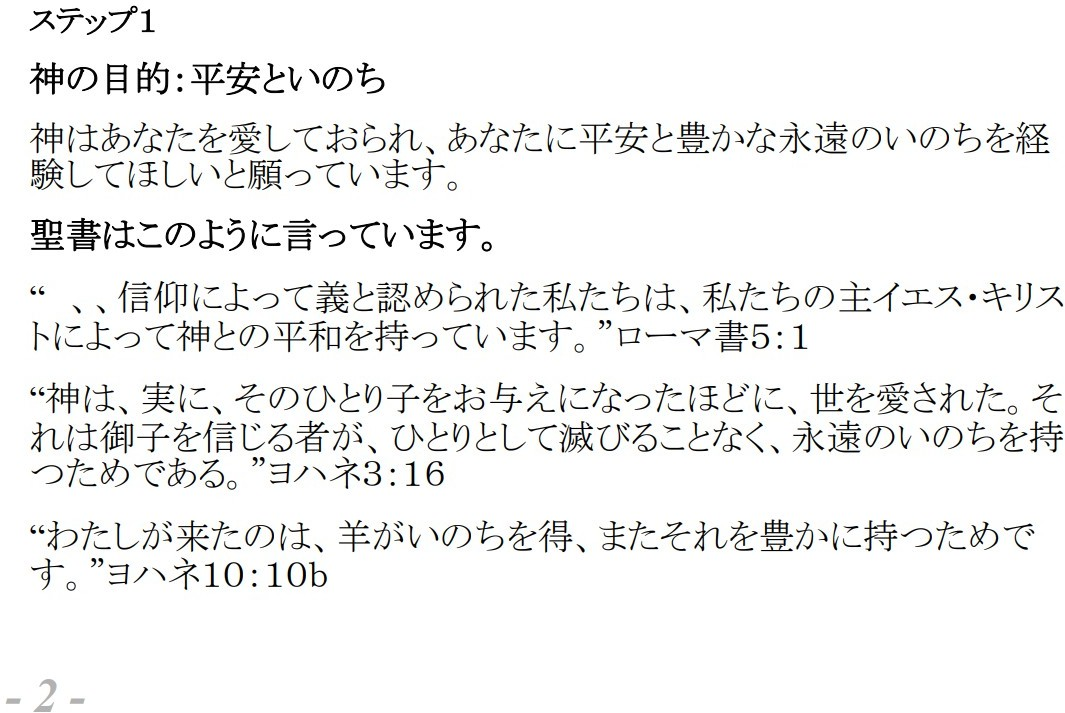 ステップ１
神の目的：平安といのち
神はあなたを愛しておられ、あなたに平安と豊かな永遠のいのちを経
験してほしいと願っています。
聖書はこのように言っています。
“　、、信仰によって義と認められた私たちは、私たちの主イエス・キリス
トによって神との平和を持っています。”ローマ書５：１
“神は、実に、そのひとり子をお与えになったほどに、世を愛された。そ
れは御子を信じる者が、ひとりとして滅びることなく、永遠のいのちを持
つためである。”ヨハネ３：１６
“わたしが来たのは、羊がいのちを得、またそれを豊かに持つためで
す。”ヨハネ１０：１０ｂ
- 2 -